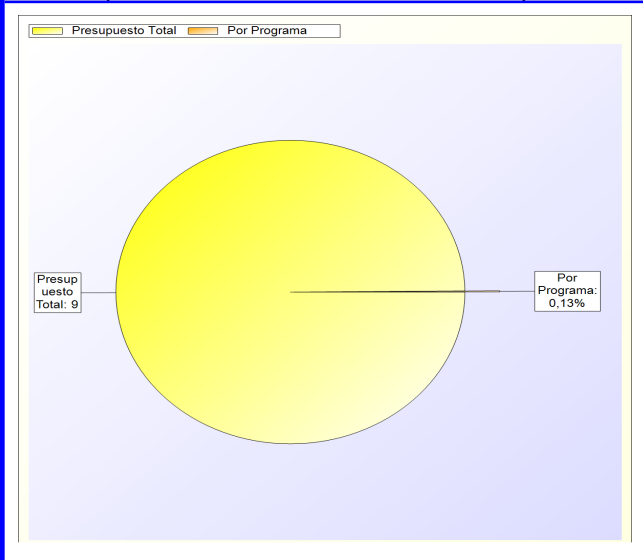 Presupuesto Total Por Programa
Presup
uesto
Total: 9
Por
Programa:
0,13%